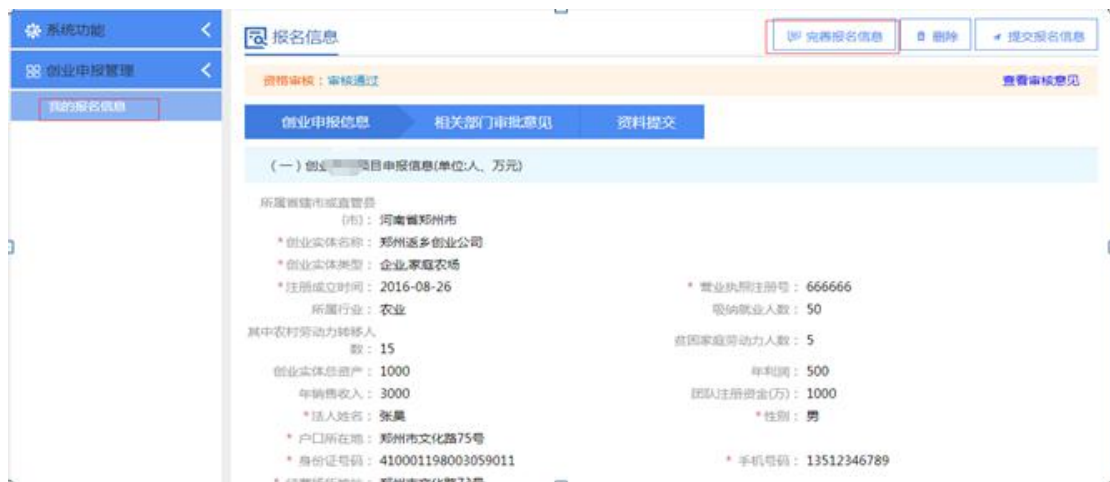 系统功能
创业申报管理
我的报名信息
报名信息
完善报名信息
删除
提交报名信息
资格审核：审核通过
查看审核意见
创业申报信息
相关部门审批意见
资料提交
(一) 创业 项目申报信息(单位:人、万元)
所属省辖市或直管县
(市)： 河南省郑州市
*创业实体名称： 郑州返乡创业公司
*创业实体类型： 企业,家庭农场
*注册成立时间： 2016-08-26
* 营业执照注册号： 666666
所属行业： 农业
吸纳就业人数： 50
其中农村劳动力转移人
数： 15
贫困家庭劳动力人数： 5
创业实体总资产： 1000
年利润： 500
年销售收入： 3000
团队注册资金(万)： 1000
*法人姓名： 张昊
*性别： 男
* 户口所在地： 郑州市文化路75号
* 身份证号码： 410001198003059011
* 手机号码： 13512346789